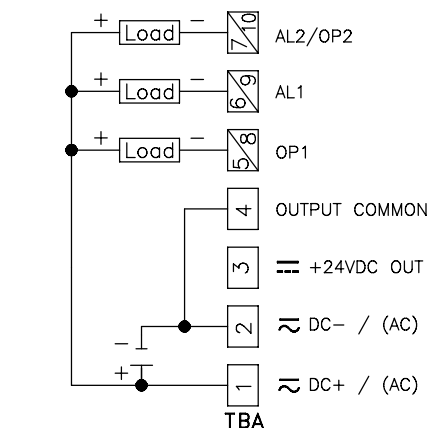 + Load − 7/10 AL2/OP2
+ Load − 6/9 AL1
+ Load − 5/8 OP1
4 OUTPUT COMMON
3 +24VDC OUT
− 2 DC− / (AC)
+ 1 DC+ / (AC)
TBA